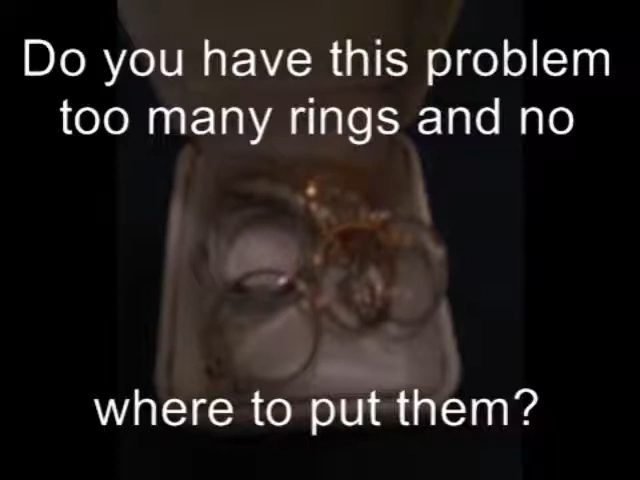 Do you have this problem
too many rings and no
where to put them?